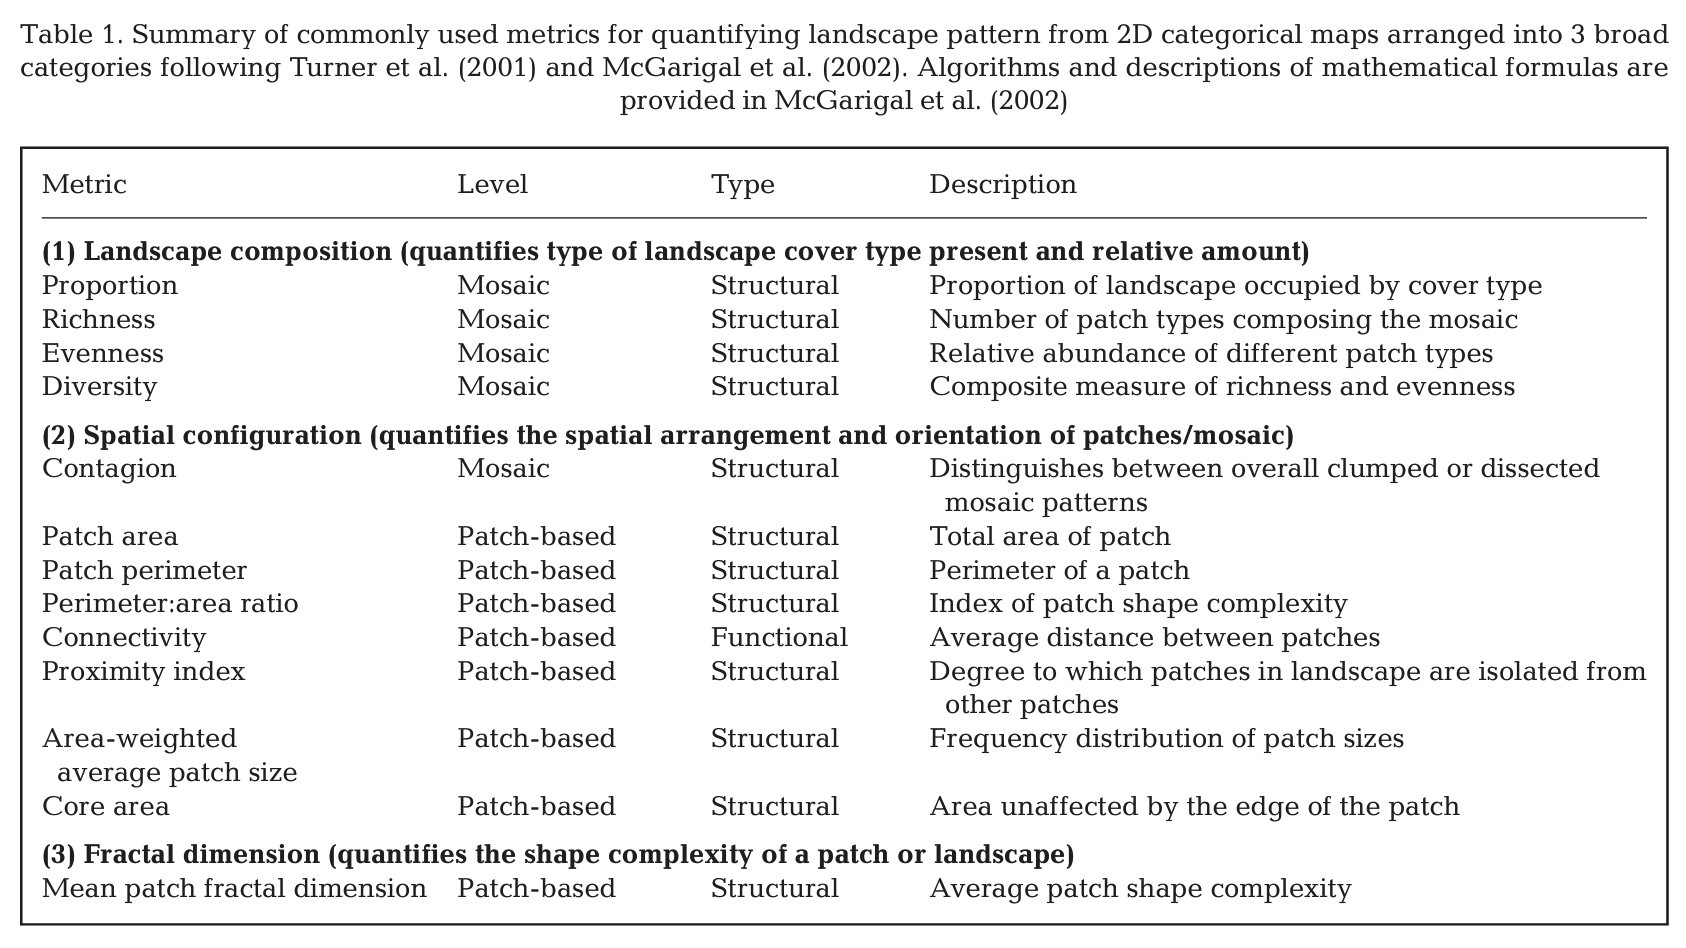 Table 1. Summary of commonly used metrics for quantifying landscape pattern from 2D categorical maps arranged into 3 broad
categories following Turner et al. (2001) and McGarigal et al. (2002). Algorithms and descriptions of mathematical formulas are
provided in McGarigal et al. (2002)
Metric Level Type Description
(1) Landscape composition (quantifies type of landscape cover type present and relative amount)
Proportion Mosaic Structural Proportion of landscape occupied by cover type
Richness Mosaic Structural Number of patch types composing the mosaic
Evenness Mosaic Structural Relative abundance of different patch types
Diversity Mosaic Structural Composite measure of richness and evenness
(2) Spatial configuration (quantifies the spatial arrangement and orientation of patches/mosaic)
Contagion Mosaic Structural Distinguishes between overall clumped or dissected
mosaic patterns
Patch area Patch-based Structural Total area of patch
Patch perimeter Patch-based Structural Perimeter of a patch
Perimeter:area ratio Patch-based Structural Index of patch shape complexity
Connectivity Patch-based Functional Average distance between patches
Proximity index Patch-based Structural Degree to which patches in landscape are isolated from
other patches
Area-weighted Patch-based Structural Frequency distribution of patch sizes
average patch size
Core area Patch-based Structural Area unaffected by the edge of the patch
(3) Fractal dimension (quantifies the shape complexity of a patch or landscape)
Mean patch fractal dimension Patch-based Structural Average patch shape complexity